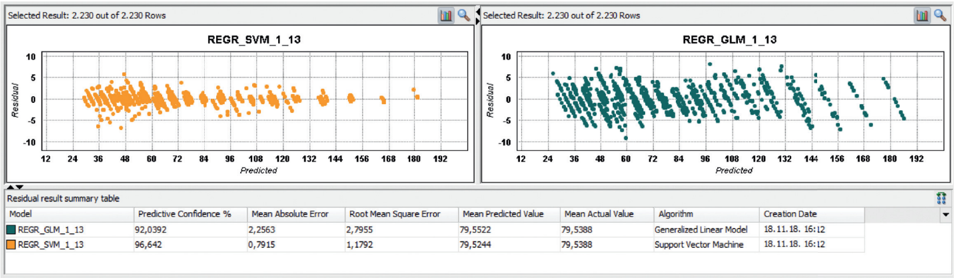 Selected Result: 2.230 out of 2.230 Rows
REGR_SVM_1_13
Residual
10
5
0
-5
-10
12 24 36 48 60 72 84 96 108 120 132 144 156 168 180 192
Predicted
Selected Result: 2.230 out of 2.230 Rows
REGR_GLM_1_13
Residual
10
5
0
-5
-10
12 24 36 48 60 72 84 96 108 120 132 144 156 168 180 192
Predicted
Residual result summary table
Model Predictive Confidence % Mean Absolute Error Root Mean Square Error Mean Predicted Value Mean Actual Value Algorithm Creation Date
REGR_GLM_1_13 92,0392 2,2563 2,7955 79,5522 79,5388 Generalized Linear Model 18.11.18. 16:12
REGR_SVM_1_13 96,642 0,7915 1,1792 79,5244 79,5388 Support Vector Machine 18.11.18. 16:12